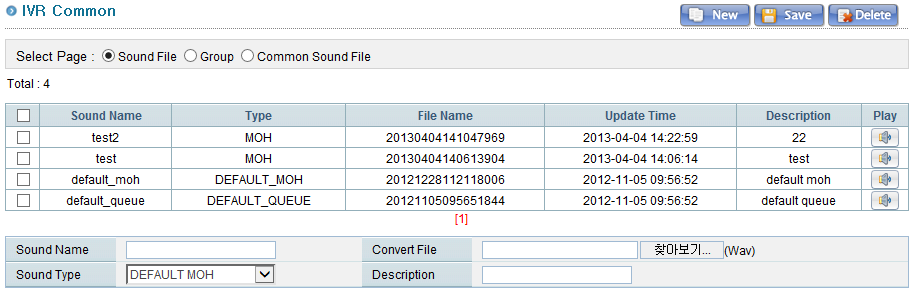 IVR Common
New Save Delete
Select Page : Sound File Group Common Sound File
Total : 4
Sound Name Type File Name Update Time Description Play
test2 MOH 20130404141047969 2013-04-04 14:22:59 22
test MOH 20130404140613904 2013-04-04 14:06:14 test
default_moh DEFAULT_MOH 20121228112118006 2012-11-05 09:56:52 default moh
default_queue DEFAULT_QUEUE 20121105095651844 2012-11-05 09:56:52 default queue
[1]
Sound Name Convert File 찾아보기... (Wav)
Sound Type DEFAULT MOH Description